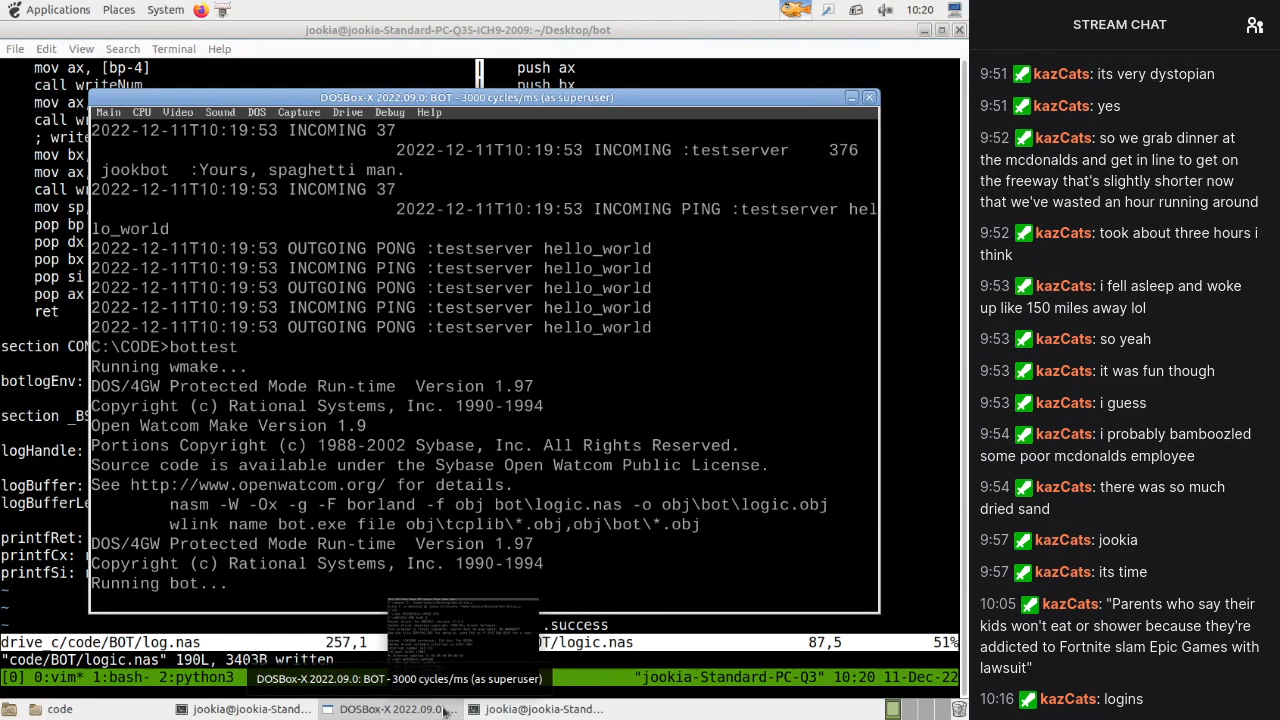 Applications Places System 10:20
jookia@jookia-Standard-PC-Q35-ICH9-2009: ~/Desktop/bot
File Edit View Search Terminal Help
mov ax, [bp-4]
call writeNum
mov ax
call wr
; write
mov bx,
mov ax,
call wr
mov sp,
pop bp
pop dx
pop bx
pop si
pop ax
ret
section CON
botlogEnv:
section _BS
logHandle:
logBuffer:
logBufferLe
printfRet:
printfCx:
printfSi:
~
~
~
push ax
push bx
DOSBox-X 2022.09.0: BOT - 3000 cycles/ms (as superuser)
Main CPU Video Sound DOS Capture Drive Debug Help
2022-12-11T10:19:53 INCOMING 37
2022-12-11T10:19:53 INCOMING :testserver 376
jookbot :Yours, spaghetti man.
2022-12-11T10:19:53 INCOMING 37
2022-12-11T10:19:53 INCOMING PING :testserver hel
lo_world
2022-12-11T10:19:53 OUTGOING PONG :testserver hello_world
2022-12-11T10:19:53 INCOMING PING :testserver hello_world
2022-12-11T10:19:53 OUTGOING PONG :testserver hello_world
2022-12-11T10:19:53 INCOMING PING :testserver hello_world
2022-12-11T10:19:53 OUTGOING PONG :testserver hello_world
C:\CODE>bottest
Running wmake...
DOS/4GW Protected Mode Run-time Version 1.97
Copyright (c) Rational Systems, Inc. 1990-1994
Open Watcom Make Version 1.9
Portions Copyright (c) 1988-2002 Sybase, Inc. All Rights Reserved.
Source code is available under the Sybase Open Watcom Public License.
See http://www.openwatcom.org/ for details.
nasm -W -Ox -g -F borland -f obj bot\logic.nas -o obj\bot\logic.obj
wlink name bot.exe file obj\tcplib\*.obj,obj\bot\*.obj
DOS/4GW Protected Mode Run-time Version 1.97
Copyright (c) Rational Systems, Inc. 1990-1994
Running bot...
.success
257,1 51%
190L, 3403B written
[0] 0:vim* 1:bash- 2:python3 "jookia-Standard-PC-Q3" 10:20 11-Dec-22
DOSBox-X 2022.09.0: BOT - 3000 cycles/ms (as superuser)
code jookia@jookia-Stand... DOSBox-X 2022.09.0: jookia@jookia-Stand...
STREAM CHAT
9:51 kazCats: its very dystopian
9:51 kazCats: yes
9:52 kazCats: so we grab dinner at
the mcdonalds and get in line to get on
the freeway that's slightly shorter now
that we've wasted an hour running around
9:52 kazCats: took about three hours i
think
9:53 kazCats: i fell asleep and woke
up like 150 miles away lol
9:53 kazCats: so yeah
9:53 kazCats: it was fun though
9:53 kazCats: i guess
9:54 kazCats: i probably bamboozled
some poor mcdonalds employee
9:54 kazCats: there was so much
dried sand
9:57 kazCats: jookia
9:57 kazCats: its time
10:05 kazCats: "Parents who say their
kids won't eat or sleep because they're
addicted to Fortnite hit Epic Games with
lawsuit"
10:16 kazCats: logins